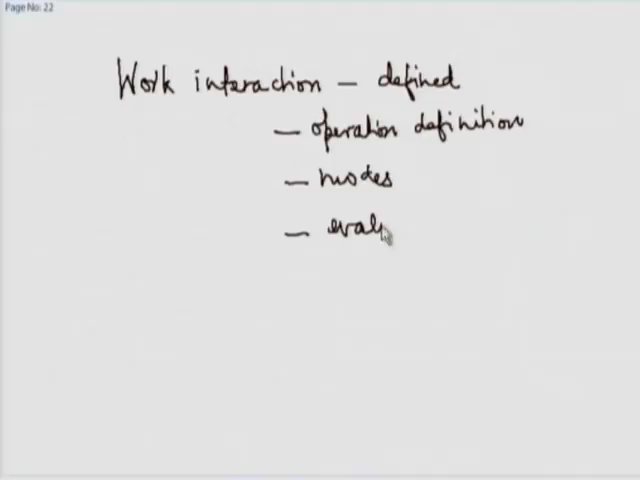 Page No: 22
Work interaction — defined
— operation definition
— modes
— eval